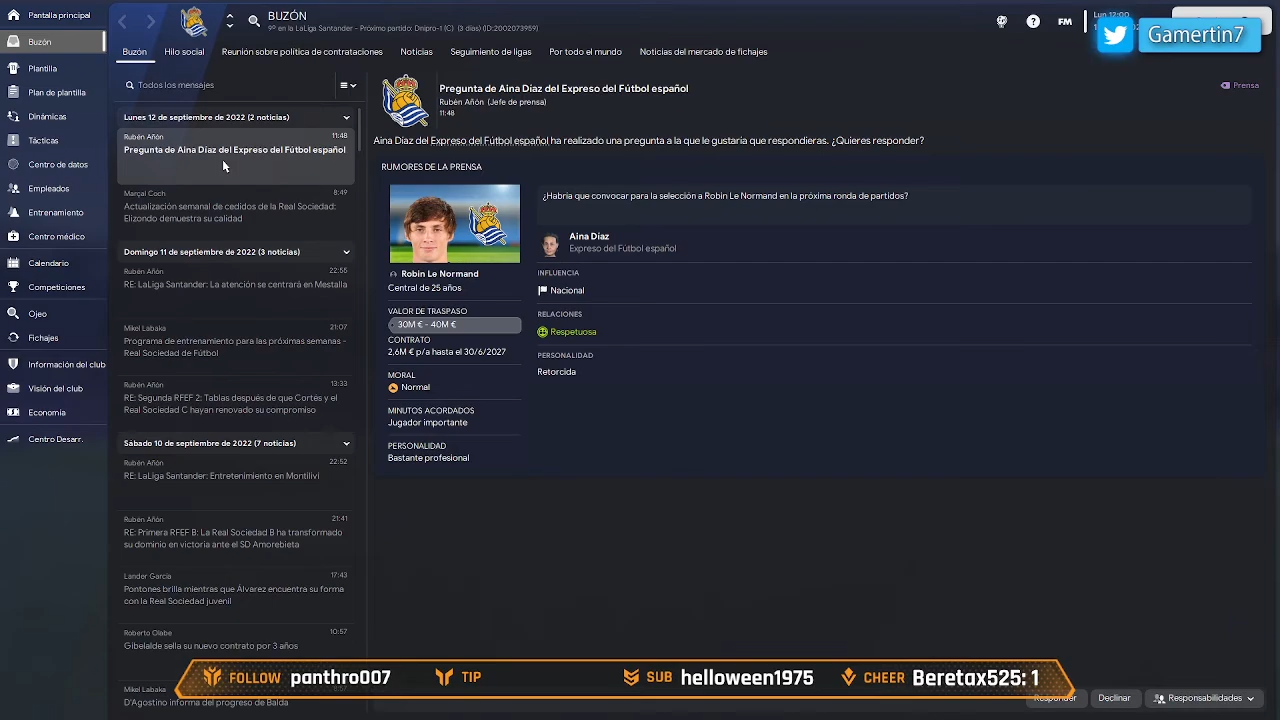 Principal
Buzón
Plantilla
Plan de plantilla
Dinámicas
Tácticas
Centro de datos
Empleados
Entrenamiento
Centro médico
Calendario
Competiciones
Ojeo
Fichajes
Información del club
Visión del club
Economía
Centro Desarr.
BUZÓN
99 en la LaLiga Santander - Próximo partido: Dnipro-1 (C) (3 días) (ID:2002073959)
FM
Lun 12:00
Gamertin7
Buzón
Hilo social
Reunión sobre política de contrataciones
Noticias
Seguimiento de ligas
Por todo el mundo
Noticias del mercado de fichajes
Todos los mensajes
Lunes 12 de septiembre de 2022 (2 noticias)
Rubén Añón 11:48
Pregunta de Aina Díaz del Expreso del Fútbol español
Marçal Coch 8:49
Actualización semanal de cedidos de la Real Sociedad:
Elizondo demuestra su calidad
Domingo 11 de septiembre de 2022 (3 noticias)
Rubén Añón 22:55
RE: LaLiga Santander: La atención se centrará en Mestalla
Mikel Labaka 21:07
Programa de entrenamiento para las próximas semanas -
Real Sociedad de Fútbol
Rubén Añón 13:33
RE: Segunda RFEF 2: Tablas después de que Cortés y el
Real Sociedad C hayan renovado su compromiso
Sábado 10 de septiembre de 2022 (7 noticias)
Rubén Añón 22:52
RE: LaLiga Santander: Entretenimiento en Montilivi
Rubén Añón 21:41
RE: Primera RFEF B: La Real Sociedad B ha transformado
su dominio en victoria ante el SD Amorebieta
Lander García 17:43
Pontones brilla mientras que Álvarez encuentra su forma
con la Real Sociedad juvenil
Roberto Olabe 10:57
Gibelalde sella su nuevo contrato por 3 años
Mikel Labaka
D'Agostino informa del progreso de Balda
Pregunta de Aina Díaz del Expreso del Fútbol español
Rubén Añón (Jefe de prensa)
11:48
Prensa
Aina Díaz del Expreso del Fútbol español ha realizado una pregunta a la que le gustaría que respondieras. ¿Quieres responder?
RUMORES DE LA PRENSA
Robin Le Normand
Central de 25 años
VALOR DE TRASPASO
30M € - 40M €
CONTRATO
2,6M € p/a hasta el 30/6/2027
MORAL
Normal
MINUTOS ACORDADOS
Jugador importante
PERSONALIDAD
Bastante profesional
¿Habría que convocar para la selección a Robin Le Normand en la próxima ronda de partidos?
Aina Díaz
Expreso del Fútbol español
INFLUENCIA
Nacional
RELACIONES
Respetuosa
PERSONALIDAD
Retorcida
FOLLOW panthro007
TIP
SUB helloween1975
CHEER Beretax525: 1
Responder
Declinar
Responsabilidades